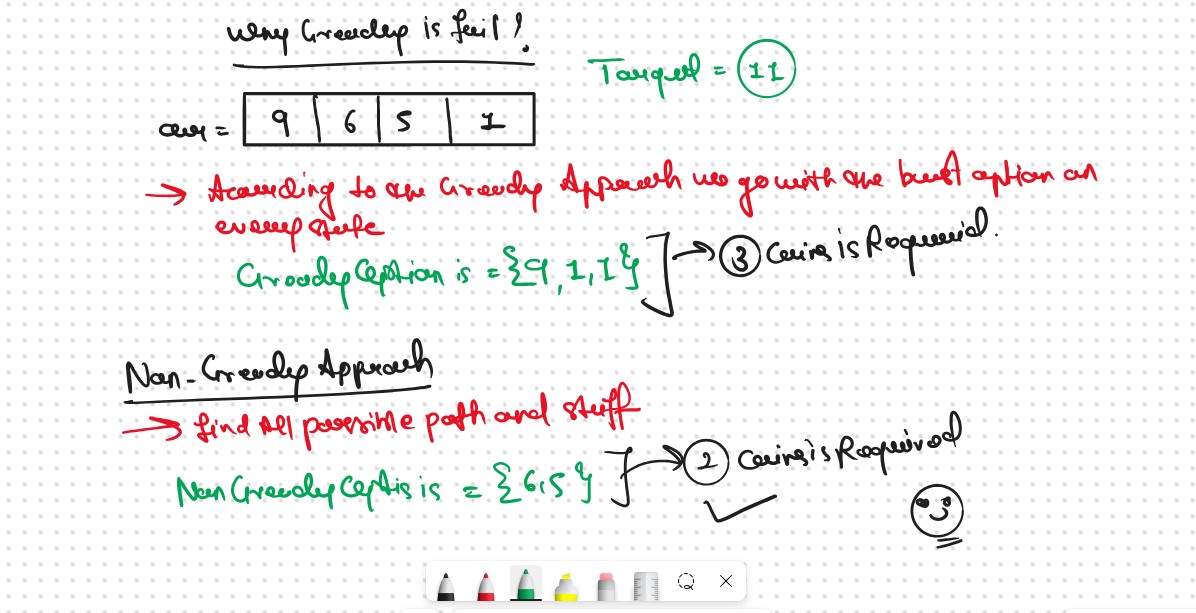 Why Greedy is fail?
Target = 11
arr = 9 6 5 1
→ According to the Greedy Approach we go with the best option on
every state
Greedy Option is = {9, 1, 1}
3 Coins is Required.
Non-Greedy Approach
→ find All possible path and stuff
Non Greedy is = {6,5}
2 Coins is Required